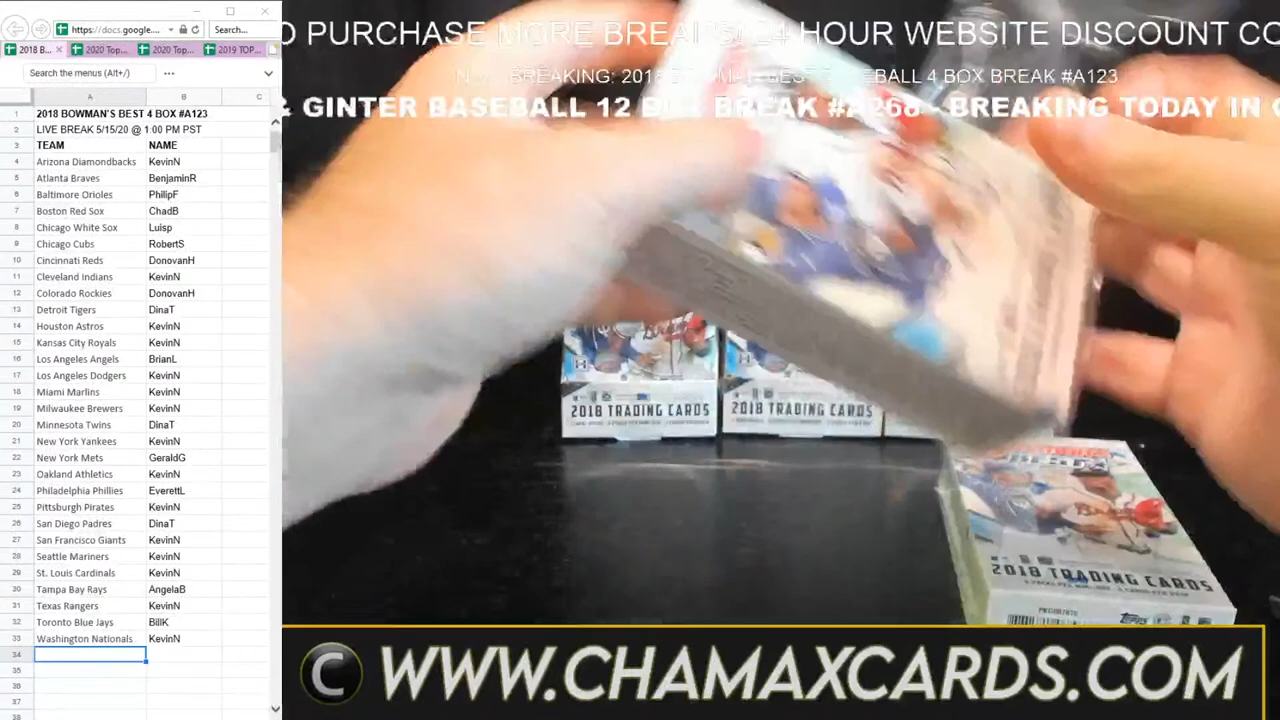 https://docs.google.
Search...
2018 B...
2020 Top...
2020 Top...
2019 TOP
Search the menus (Alt+/)
A B C
1 2018 BOWMAN'S BEST 4 BOX #A123
2 LIVE BREAK 5/15/20 @ 1:00 PM PST
3 TEAM NAME
4 Arizona Diamondbacks KevinN
5 Atlanta Braves BenjaminR
6 Baltimore Orioles PhilipF
7 Boston Red Sox ChadB
8 Chicago White Sox Luisp
9 Chicago Cubs RobertS
10 Cincinnati Reds DonovanH
11 Cleveland Indians KevinN
12 Colorado Rockies DonovanH
13 Detroit Tigers DinaT
14 Houston Astros KevinN
15 Kansas City Royals KevinN
16 Los Angeles Angels BrianL
17 Los Angeles Dodgers KevinN
18 Miami Marlins KevinN
19 Milwaukee Brewers KevinN
20 Minnesota Twins DinaT
21 New York Yankees KevinN
22 New York Mets GeraldG
23 Oakland Athletics KevinN
24 Philadelphia Phillies EverettL
25 Pittsburgh Pirates KevinN
26 San Diego Padres DinaT
27 San Francisco Giants KevinN
28 Seattle Mariners KevinN
29 St. Louis Cardinals KevinN
30 Tampa Bay Rays AngelaB
31 Texas Rangers KevinN
32 Toronto Blue Jays BillK
33 Washington Nationals KevinN
34
35
36
37
38
O PURCHASE MORE BREAKS! 24 HOUR WEBSITE DISCOUNT CO
BREAKING: 2018 BOWMAN'S BEST BASEBALL 4 BOX BREAK #A123
& GINTER BASEBALL 12 BOX BREAK #A268 - BREAKING TODAY IN
2018 TRADING CARDS
2018 TRADING CARDS
2018 TRADING CARDS
Topps
C WWW.CHAMAXCARDS.COM